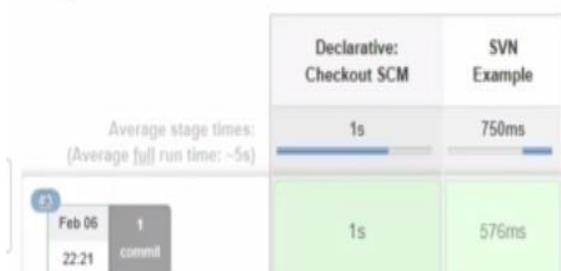 Declarative:
Checkout SCM
SVN
Example
Average stage times:
(Average full run time: ~5s)
1s
750ms
Feb 06
1
22:21
commit
1s
576ms